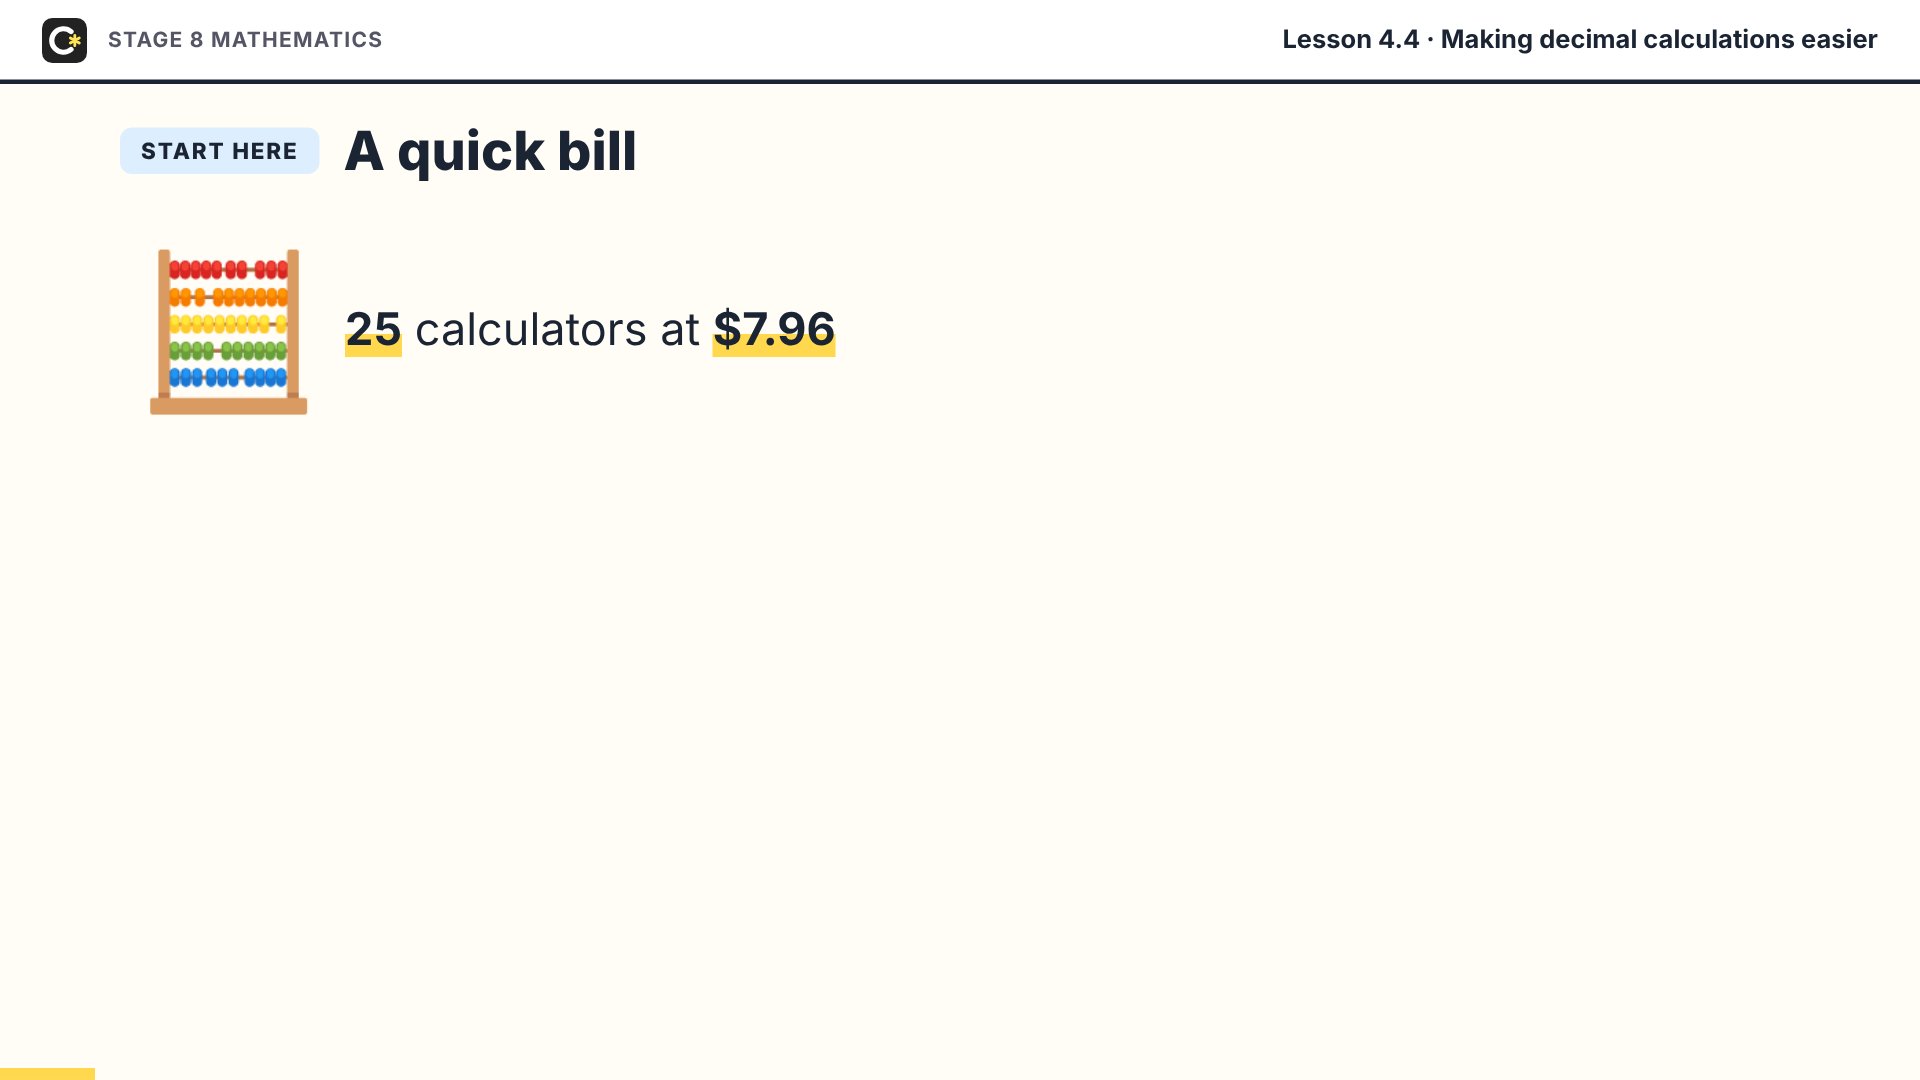 STAGE 8 MATHEMATICS
Lesson 4.4 · Making decimal calculations easier
START HERE
A quick bill
25 calculators at $7.96